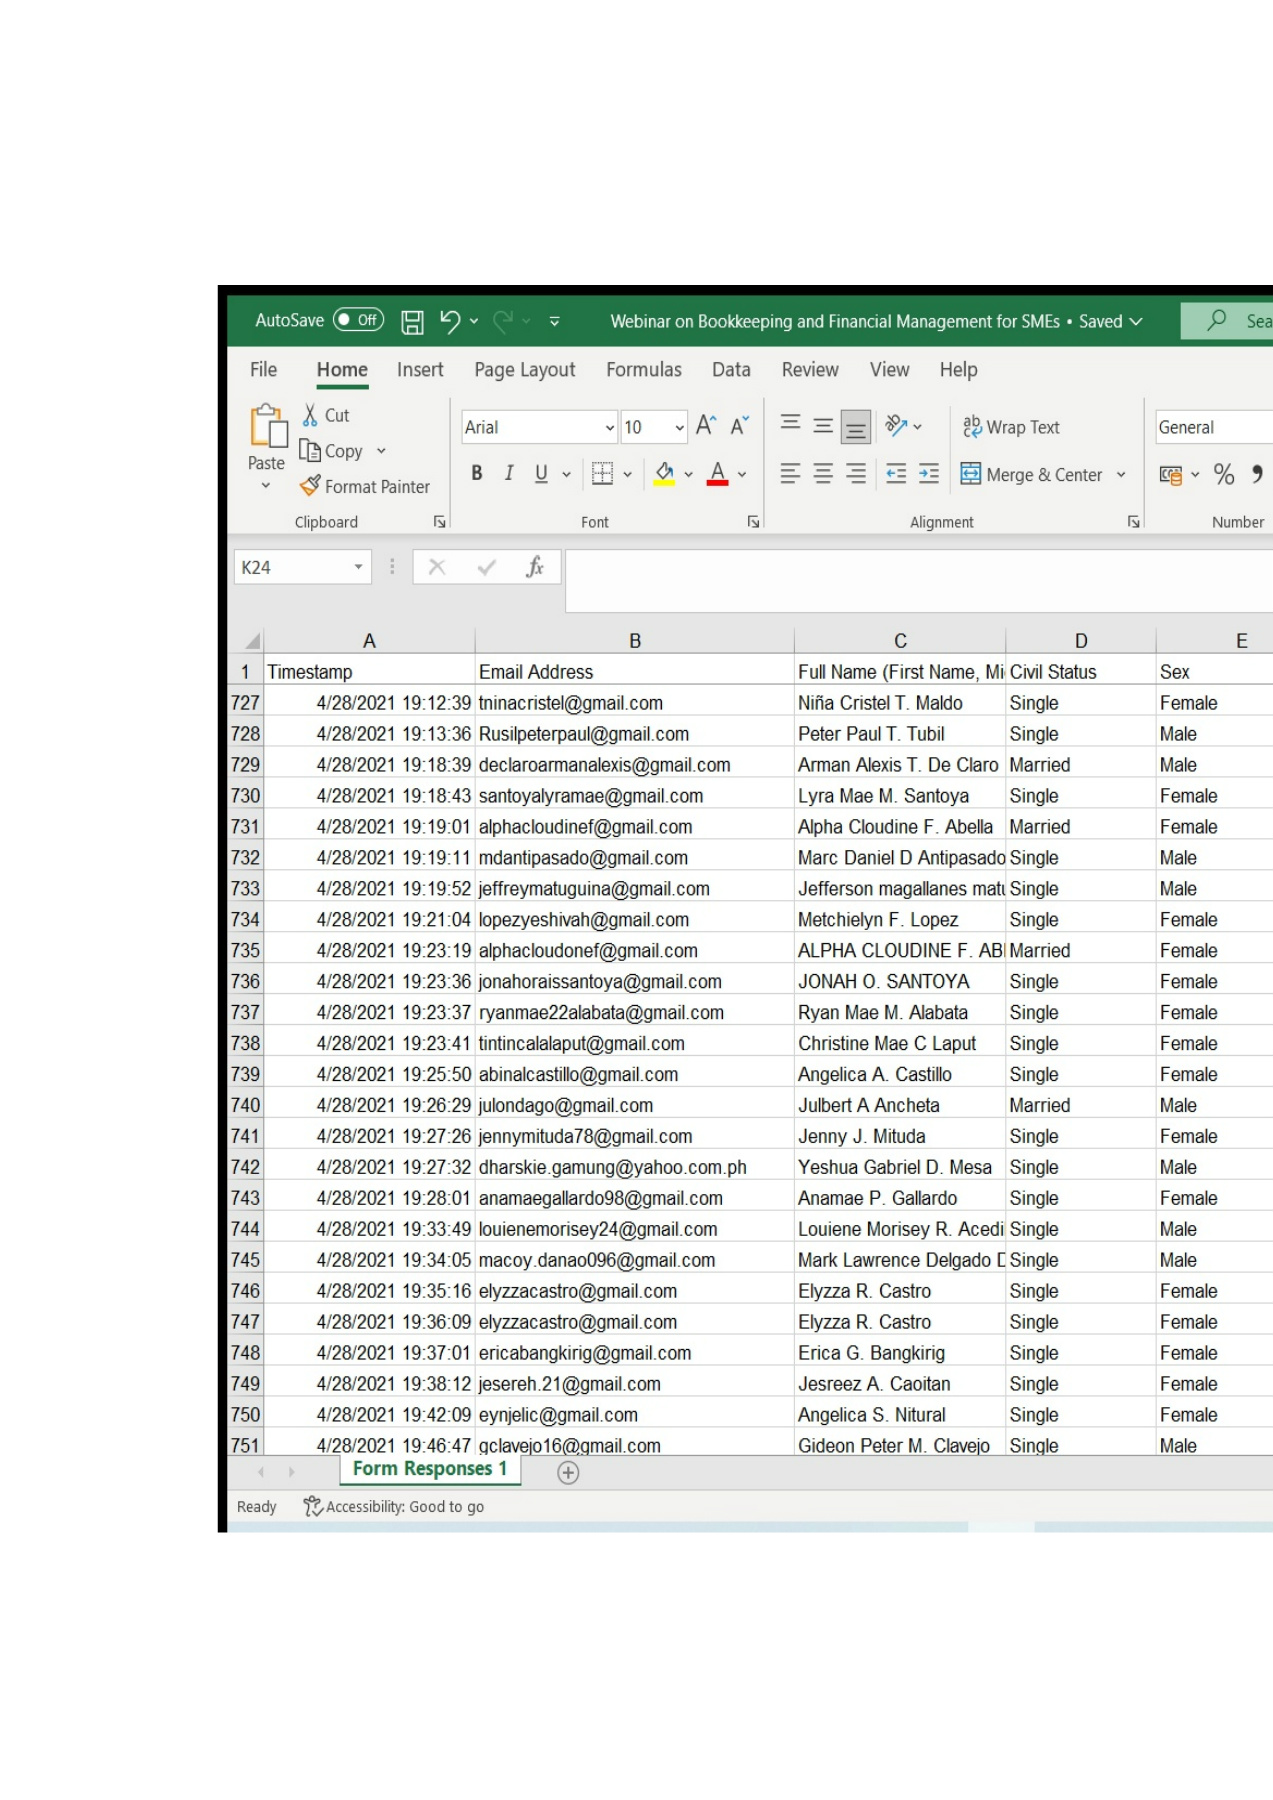 AutoSave Off Webinar on Bookkeeping and Financial Management for SMEs • Saved Sea
File Home Insert Page Layout Formulas Data Review View Help
Paste Cut Copy Format Painter Arial 10 A A B I U A ab Wrap Text Merge & Center General % 9
Clipboard Font Alignment Number
K24 fx
A B C D E
1 Timestamp Email Address Full Name (First Name, Mi Civil Status Sex
727 4/28/2021 19:12:39 tninacristel@gmail.com Niña Cristel T. Maldo Single Female
728 4/28/2021 19:13:36 Rusilpeterpaul@gmail.com Peter Paul T. Tubil Single Male
729 4/28/2021 19:18:39 declaroarmanalexis@gmail.com Arman Alexis T. De Claro Married Male
730 4/28/2021 19:18:43 santoyalyramae@gmail.com Lyra Mae M. Santoya Single Female
731 4/28/2021 19:19:01 alphacloudinef@gmail.com Alpha Cloudine F. Abella Married Female
732 4/28/2021 19:19:11 mdantipasado@gmail.com Marc Daniel D Antipasado Single Male
733 4/28/2021 19:19:52 jeffreymatuguina@gmail.com Jefferson magallanes matu Single Male
734 4/28/2021 19:21:04 lopezyeshivah@gmail.com Metchielyn F. Lopez Single Female
735 4/28/2021 19:23:19 alphacloudonef@gmail.com ALPHA CLOUDINE F. AB Married Female
736 4/28/2021 19:23:36 jonahoraissantoya@gmail.com JONAH O. SANTOYA Single Female
737 4/28/2021 19:23:37 ryanmae22alabata@gmail.com Ryan Mae M. Alabata Single Female
738 4/28/2021 19:23:41 tintincalalaput@gmail.com Christine Mae C Laput Single Female
739 4/28/2021 19:25:50 abinalcastillo@gmail.com Angelica A. Castillo Single Female
740 4/28/2021 19:26:29 julondago@gmail.com Julbert A Ancheta Married Male
741 4/28/2021 19:27:26 jennymituda78@gmail.com Jenny J. Mituda Single Female
742 4/28/2021 19:27:32 dharskie.gamung@yahoo.com.ph Yeshua Gabriel D. Mesa Single Male
743 4/28/2021 19:28:01 anamaegallardo98@gmail.com Anamae P. Gallardo Single Female
744 4/28/2021 19:33:49 louienemorisey24@gmail.com Louiene Morisey R. Acedi Single Male
745 4/28/2021 19:34:05 macoy.danao096@gmail.com Mark Lawrence Delgado D Single Male
746 4/28/2021 19:35:16 elyzzacastro@gmail.com Elyzza R. Castro Single Female
747 4/28/2021 19:36:09 elyzzacastro@gmail.com Elyzza R. Castro Single Female
748 4/28/2021 19:37:01 ericabangkirig@gmail.com Erica G. Bangkirig Single Female
749 4/28/2021 19:38:12 jesereh.21@gmail.com Jesreez A. Caoitan Single Female
750 4/28/2021 19:42:09 eynjelic@gmail.com Angelica S. Nitural Single Female
751 4/28/2021 19:46:47 gclavejo16@gmail.com Gideon Peter M. Clavejo Single Male
Form Responses 1
Ready Accessibility: Good to go